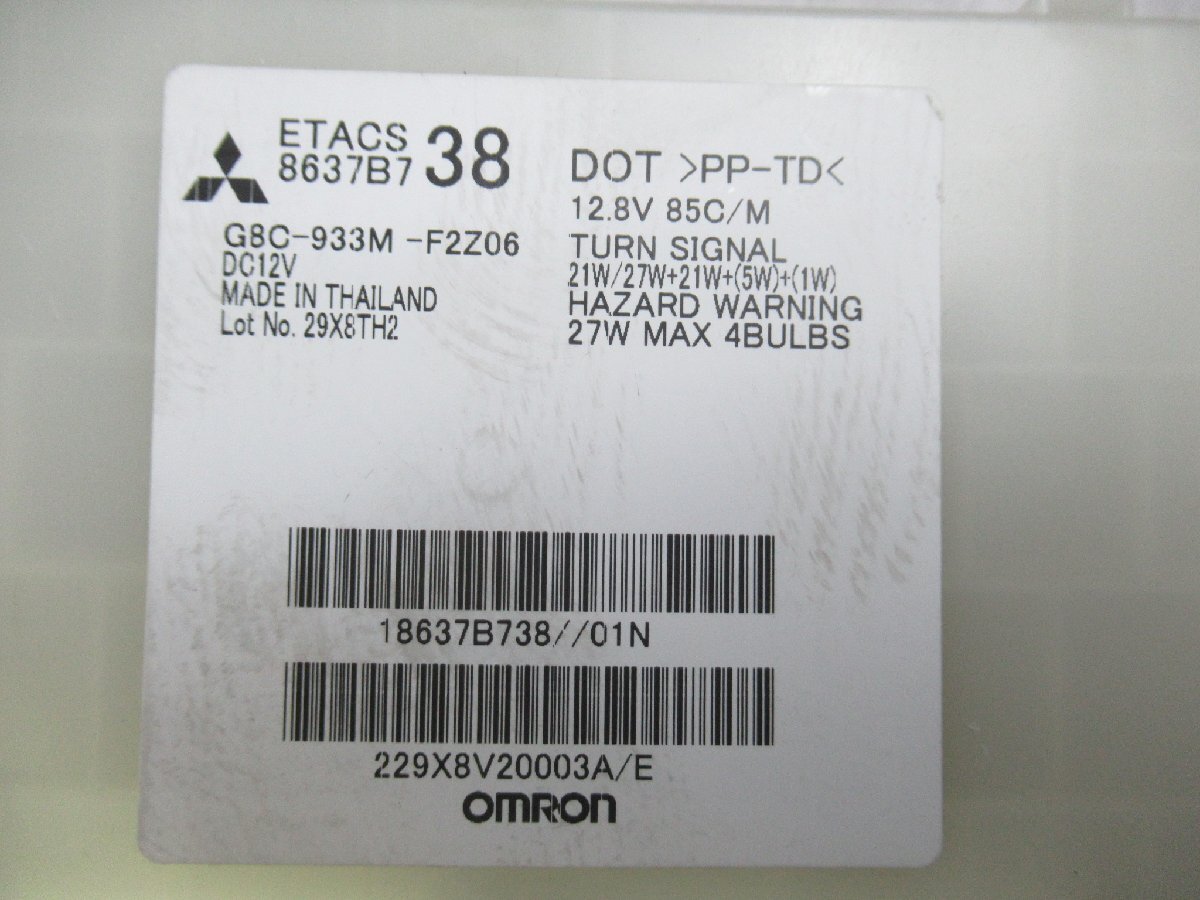 ETACS
8637B7 38
G8C-933M -F2Z06
DC12V
MADE IN THAILAND
Lot No. 29X8TH2
DOT >PP-TD<
12.8V 85C/M
TURN SIGNAL
21W/27W+21W+(5W)+(1W)
HAZARD WARNING
27W MAX 4BULBS
18637B738//01N
229X8V20003A/E
OMRON